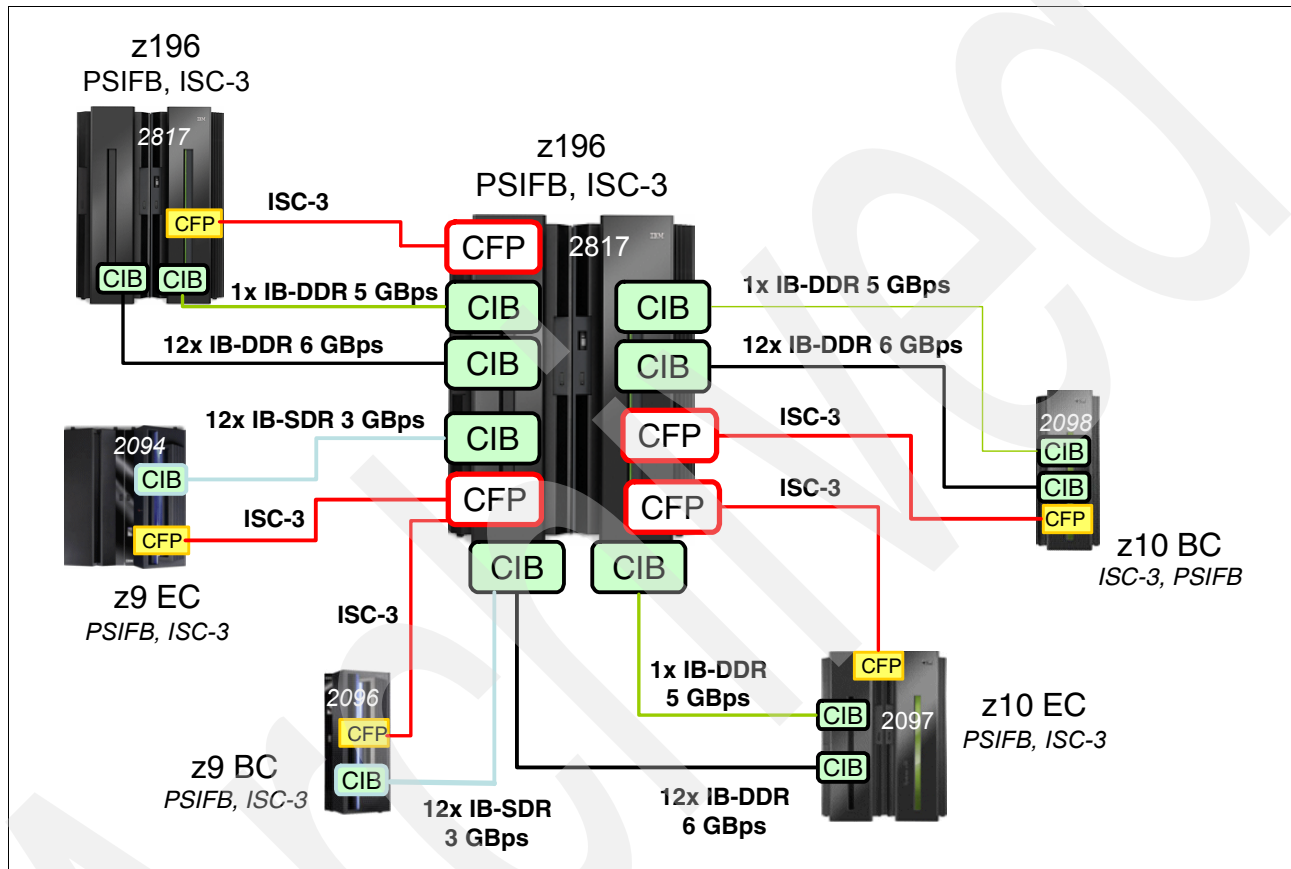 z196
PSIFB, ISC-3
2817
CFP
CIB
CIB
ISC-3
1x IB-DDR 5 GBps
12x IB-DDR 6 GBps
z196
PSIFB, ISC-3
2817
CFP
CIB
CIB
CIB
CFP
CIB
CIB
CIB
CFP
CFP
CIB
1x IB-DDR 5 GBps
12x IB-DDR 6 GBps
ISC-3
ISC-3
2098
CIB
CIB
CFP
z10 BC
ISC-3, PSIFB
12x IB-SDR 3 GBps
2094
CIB
CFP
ISC-3
z9 EC
PSIFB, ISC-3
ISC-3
2096
CFP
CIB
z9 BC
PSIFB, ISC-3
12x IB-SDR
3 GBps
1x IB-DDR
5 GBps
12x IB-DDR
6 GBps
CFP
CIB
2097
CIB
z10 EC
PSIFB, ISC-3